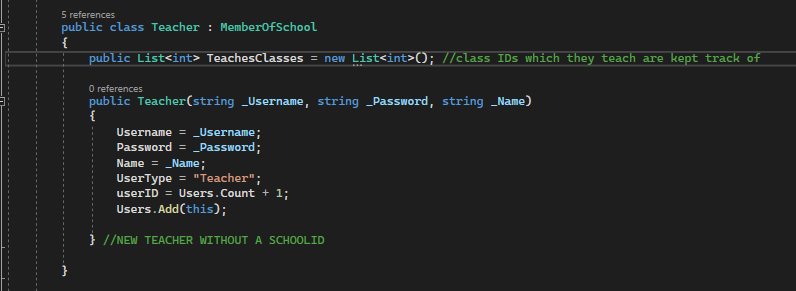 5 references
public class Teacher : MemberOfSchool
{
public List<int> TeachesClasses = new List<int>(); //class IDs which they teach are kept track of
0 references
public Teacher(string _Username, string _Password, string _Name)
{
Username = _Username;
Password = _Password;
Name = _Name;
UserType = "Teacher";
userID = Users.Count + 1;
Users.Add(this);
} //NEW TEACHER WITHOUT A SCHOOLID
}